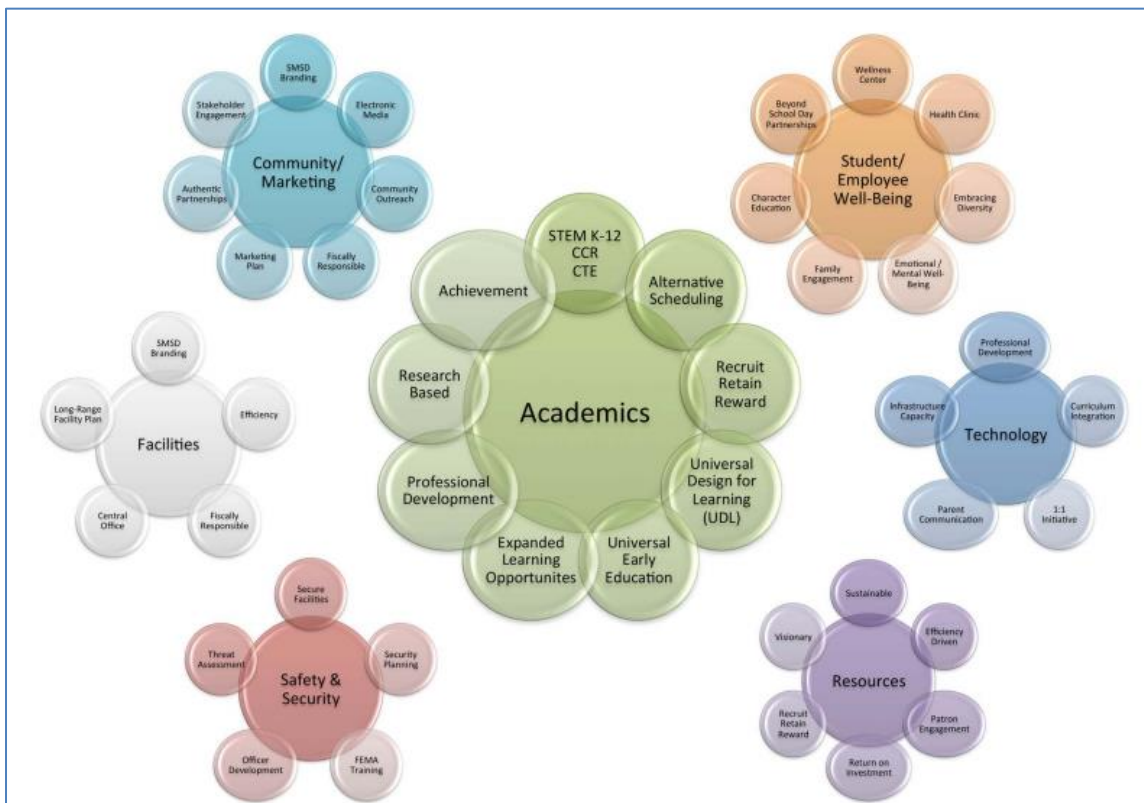 SMSD
Branding
Electronic
Media
Community
Outreach
Fiscally
Responsible
Marketing
Plan
Authentic
Partnerships
Stakeholder
Engagement
Community/
Marketing
Wellness
Center
Health Clinic
Embracing
Diversity
Emotional /
Mental Well-
Being
Family
Engagement
Character
Education
Beyond
School Day
Partnerships
Student/
Employee
Well-Being
STEM K-12
CCR
CTE
Alternative
Scheduling
Recruit
Retain
Reward
Universal
Design for
Learning
(UDL)
Universal
Early
Education
Expanded
Learning
Opportunites
Professional
Development
Research
Based
Achievement
Academics
SMSD
Branding
Efficiency
Fiscally
Responsible
Central
Office
Long-Range
Facility Plan
Facilities
Professional
Development
Curriculum
Integration
1:1
Initiative
Parent
Communication
Infrastructure
Capacity
Technology
Secure
Facilities
Security
Planning
FEMA
Training
Officer
Development
Threat
Assessment
Safety &
Security
Sustainable
Efficiency
Driven
Patron
Engagement
Return on
Investment
Recruit
Retain
Reward
Visionary
Resources